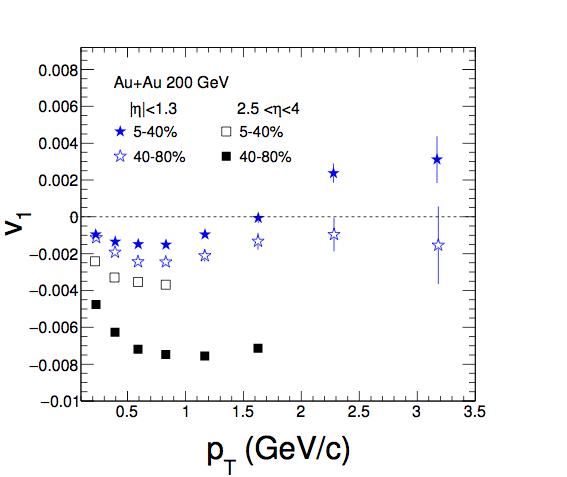 Au+Au 200 GeV
|η|<1.3 2.5 <η<4
5-40% 5-40%
40-80% 40-80%
0.008
0.006
0.004
0.002
0
−0.002
−0.004
−0.006
−0.008
−0.01
v1
0.5 1 1.5 2 2.5 3 3.5
pT (GeV/c)